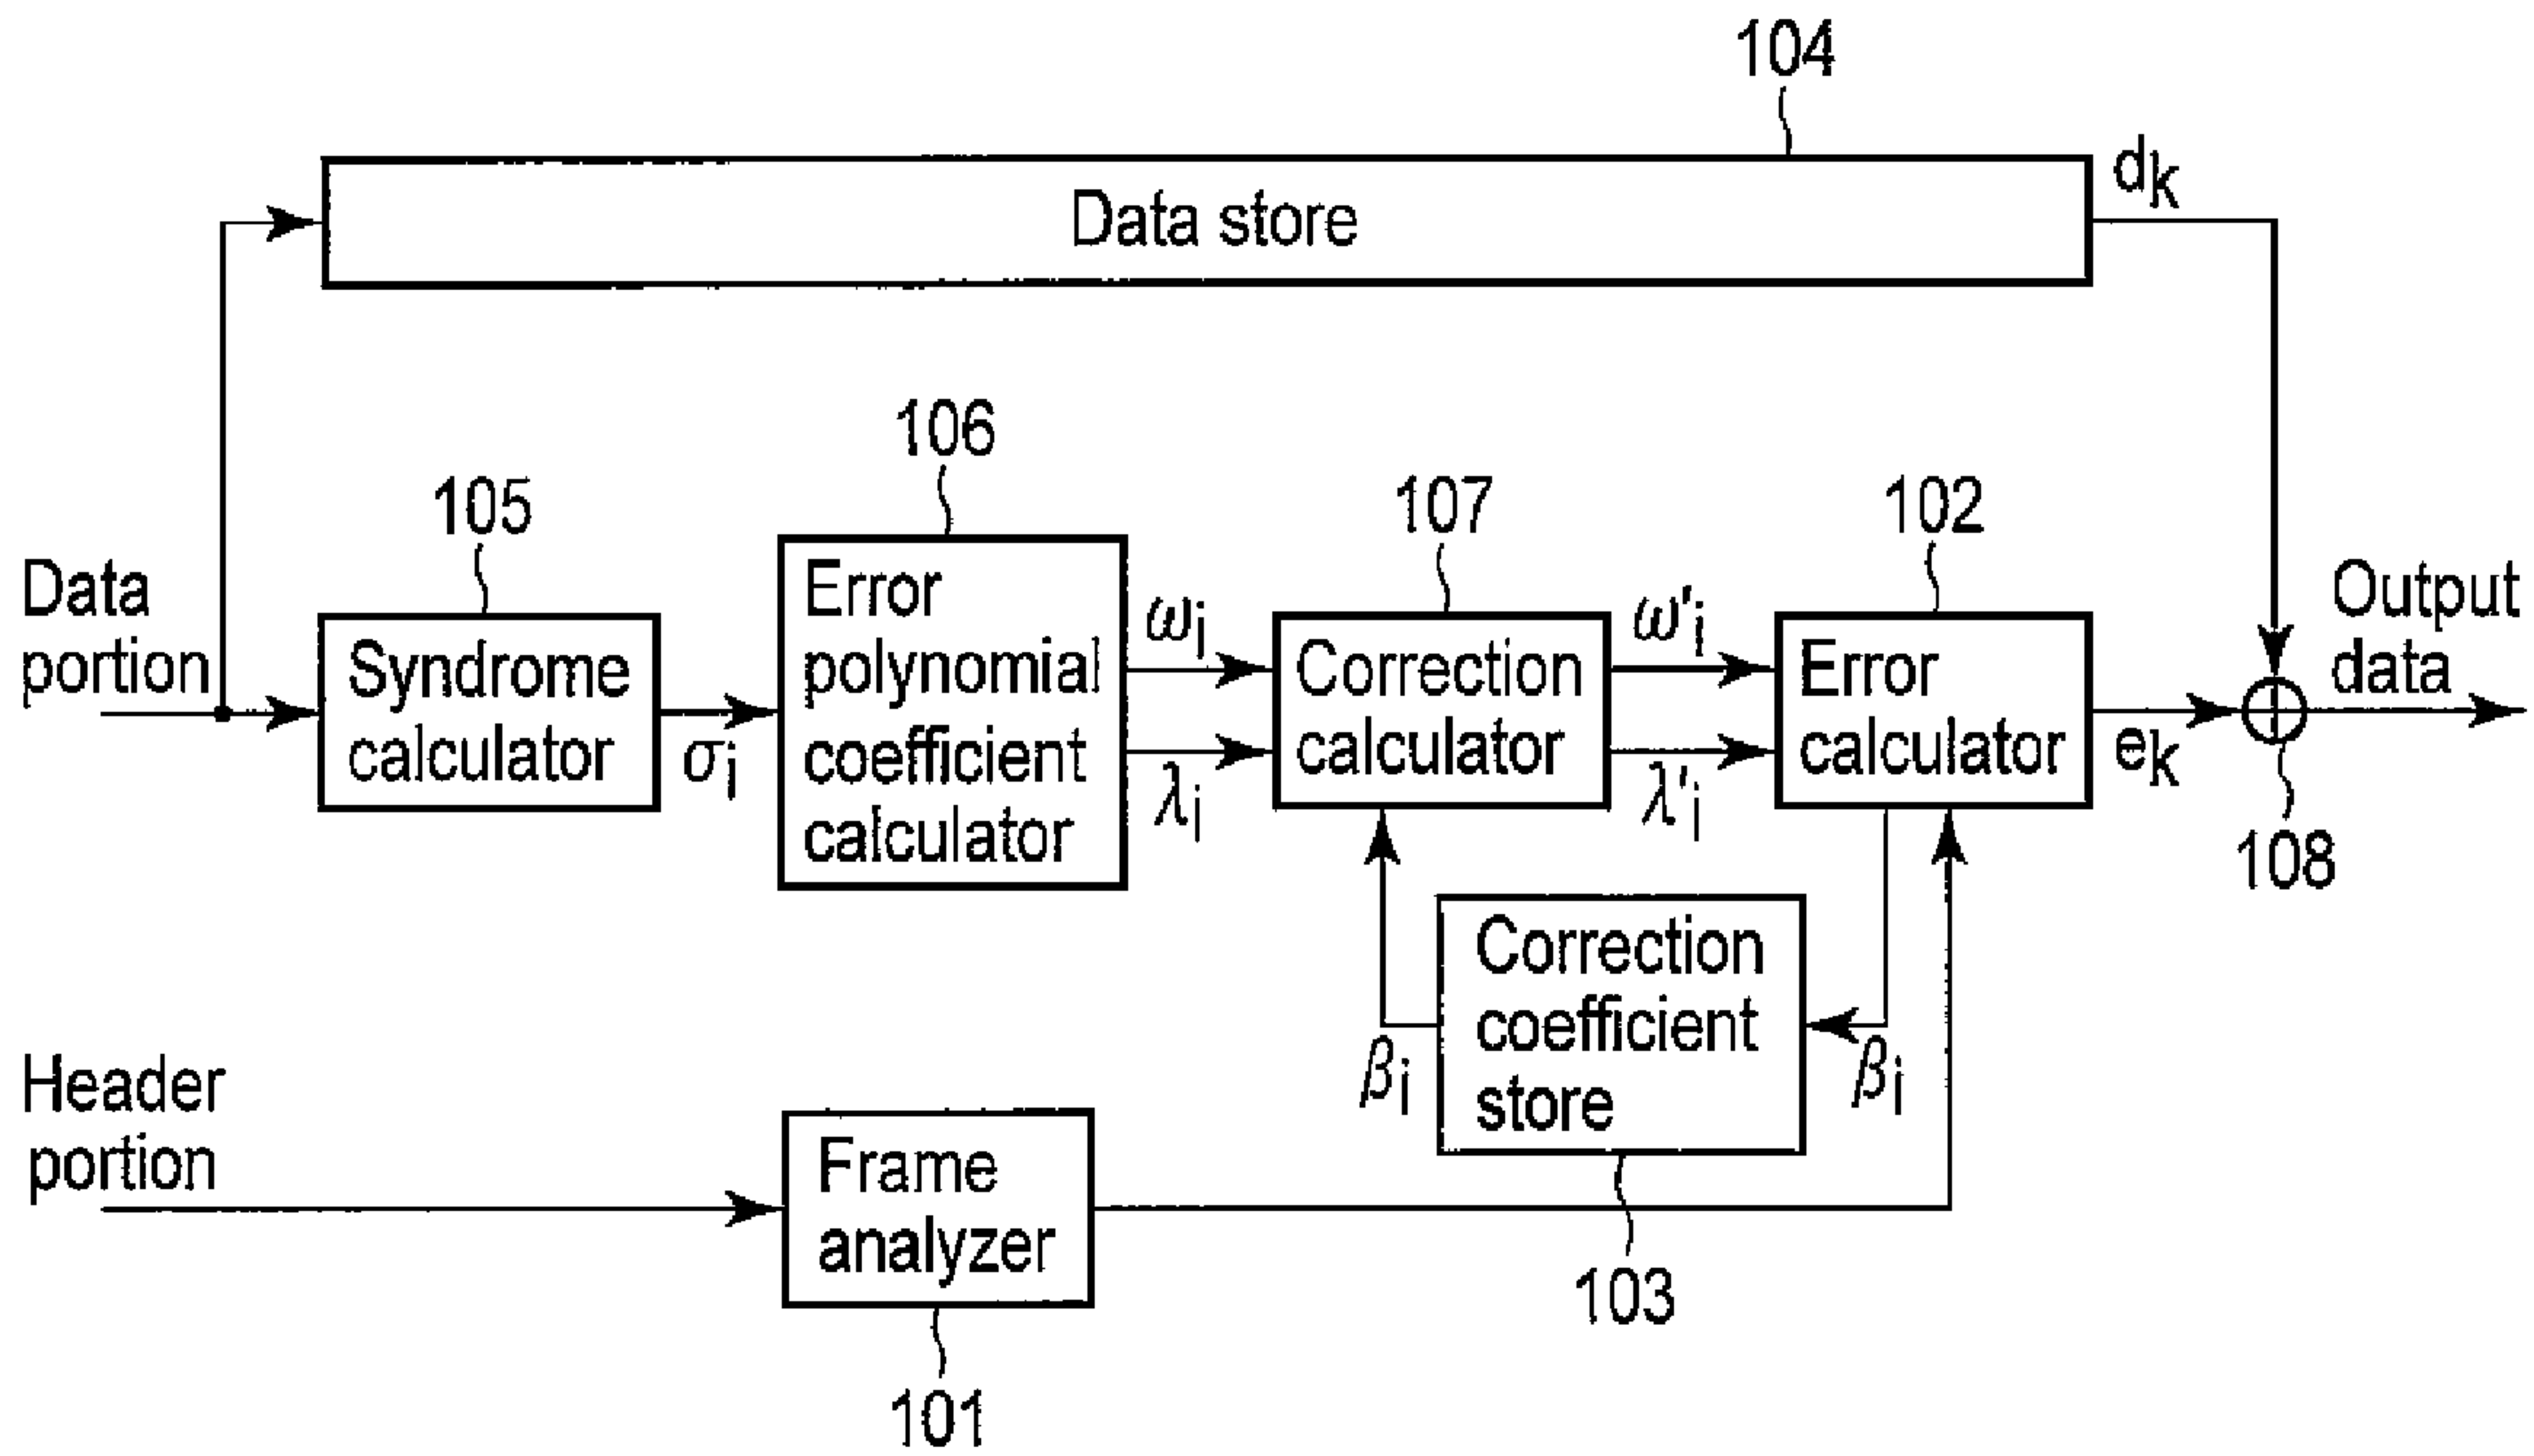 104
Data store
dk
106
105
107
102
Data
portion
Syndrome
calculator
σi
Error
polynomial
coefficient
calculator
ωi
λi
Correction
calculator
ω'i
λ'i
Error
calculator
ek
Output
data
108
Correction
coefficient
store
βi
βi
Header
portion
Frame
analyzer
103
101